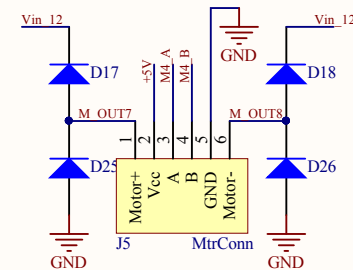 Vin_12
Vin_12
GND
D17
D18
+5V
M4_A
M4_B
M_OUT7
M_OUT8
1
2
3
4
5
6
D25
D26
Motor+
Vcc
A
B
GND
Motor-
J5
MtrConn
GND
GND